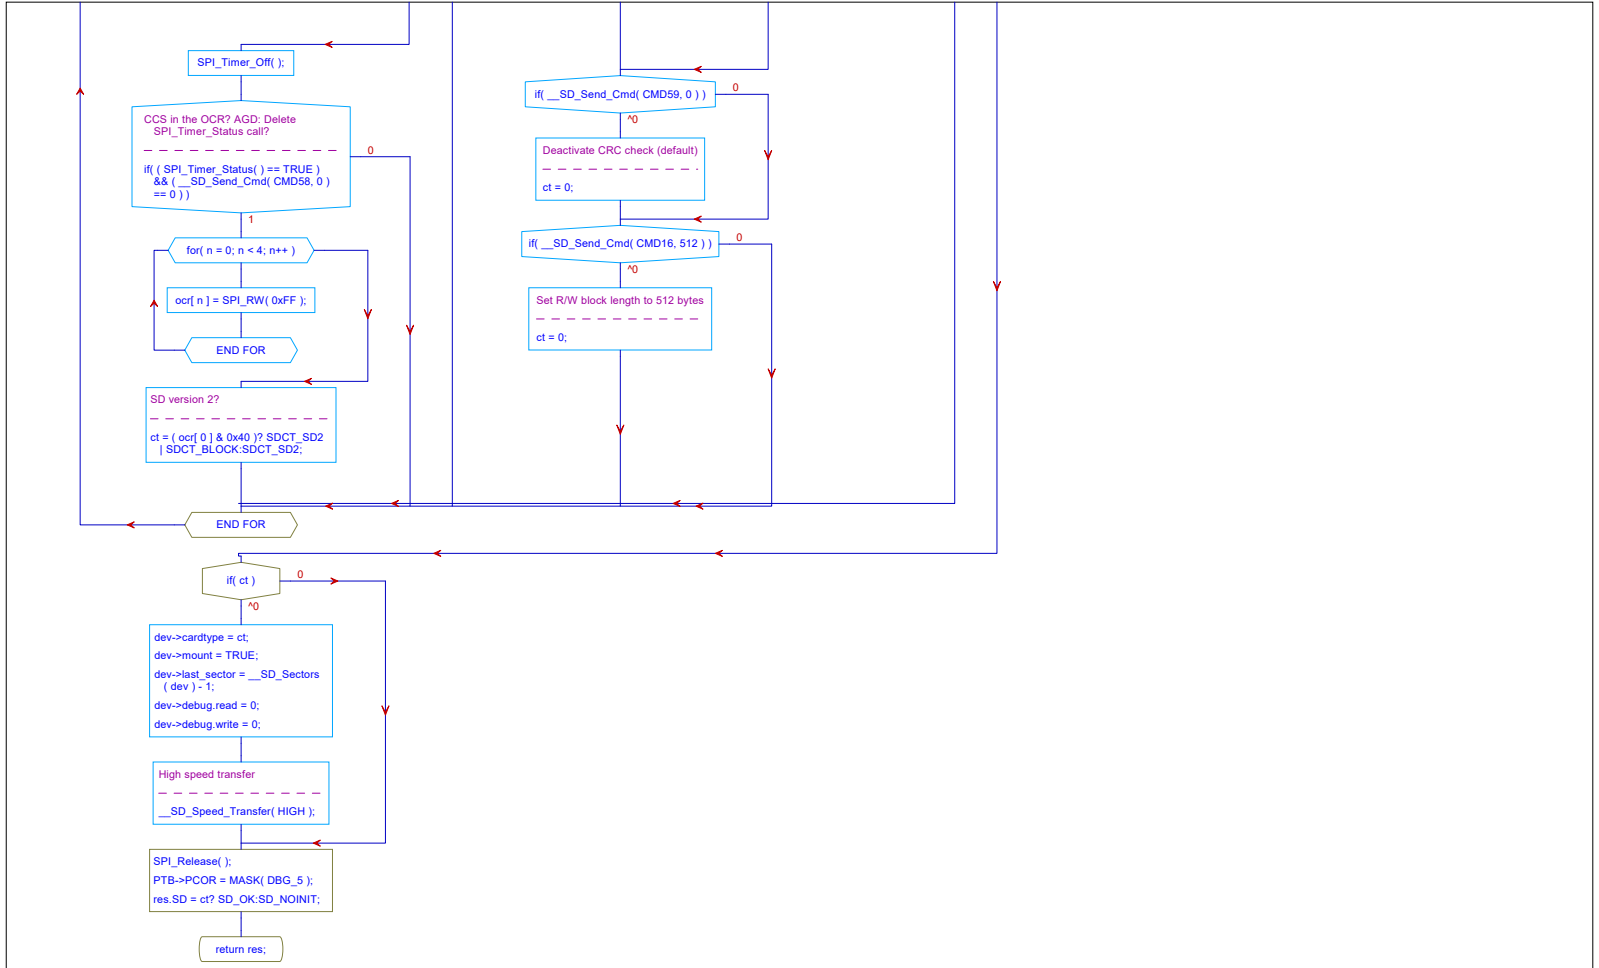 SPI_Timer_Off( );
CCS in the OCR? AGD: Delete
SPI_Timer_Status call?
if( ( SPI_Timer_Status( ) == TRUE )
&& ( __SD_Send_Cmd( CMD58, 0 )
== 0 ) )
0
1
for( n = 0; n < 4; n++ )
ocr[ n ] = SPI_RW( 0xFF );
END FOR
SD version 2?
ct = ( ocr[ 0 ] & 0x40 )? SDCT_SD2
| SDCT_BLOCK:SDCT_SD2;
if( __SD_Send_Cmd( CMD59, 0 ) )
0
^0
Deactivate CRC check (default)
ct = 0;
if( __SD_Send_Cmd( CMD16, 512 ) )
0
^0
Set R/W block length to 512 bytes
ct = 0;
END FOR
if( ct )
0
^0
dev->cardtype = ct;
dev->mount = TRUE;
dev->last_sector = __SD_Sectors
( dev ) - 1;
dev->debug.read = 0;
dev->debug.write = 0;
High speed transfer
__SD_Speed_Transfer( HIGH );
SPI_Release( );
PTB->PCOR = MASK( DBG_5 );
res.SD = ct? SD_OK:SD_NOINIT;
return res;